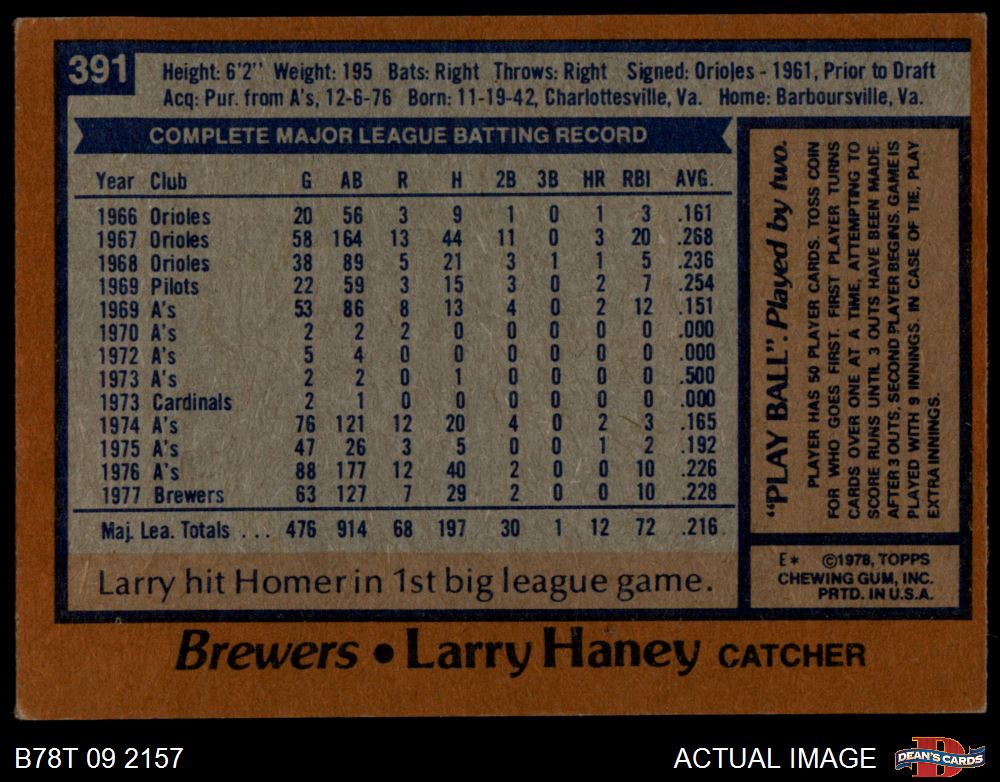 391
Height: 6'2" Weight: 195 Bats: Right Throws: Right Signed: Orioles - 1961, Prior to Draft
Acq: Pur. from A's, 12-6-76 Born: 11-19-42, Charlottesville, Va. Home: Barboursville, Va.
COMPLETE MAJOR LEAGUE BATTING RECORD
Year Club G AB R H 2B 3B HR RBI AVG.
1966 Orioles 20 56 3 9 1 0 1 3 .161
1967 Orioles 58 164 13 44 11 0 3 20 .268
1968 Orioles 38 89 5 21 3 1 1 5 .236
1969 Pilots 22 59 3 15 3 0 2 7 .254
1969 A's 53 86 8 13 4 0 2 12 .151
1970 A's 2 2 2 0 0 0 0 0 .000
1972 A's 5 4 0 0 0 0 0 0 .000
1973 A's 2 2 0 1 0 0 0 0 .500
1973 Cardinals 2 1 0 0 0 0 0 0 .000
1974 A's 76 121 12 20 4 0 2 3 .165
1975 A's 47 26 3 5 0 0 1 2 .192
1976 A's 88 177 12 40 2 0 0 10 .226
1977 Brewers 63 127 7 29 2 0 0 10 .228
Maj. Lea. Totals . . . 476 914 68 197 30 1 12 72 .216
Larry hit Homer in 1st big league game.
"PLAY BALL". Played by two.
PLAYER HAS 50 PLAYER CARDS. TOSS COIN
FOR WHO GOES FIRST. FIRST PLAYER TURNS
CARDS OVER ONE AT A TIME, ATTEMPTING TO
SCORE RUNS UNTIL 3 OUTS HAVE BEEN MADE.
AFTER 3 OUTS, SECOND PLAYER BEGINS. GAME IS
PLAYED WITH 9 INNINGS. IN CASE OF TIE, PLAY
EXTRA INNINGS.
E* ©1978, TOPPS
CHEWING GUM, INC.
PRTD. IN U.S.A.
Brewers • Larry Haney CATCHER
B78T 09 2157
ACTUAL IMAGE
D
DEAN'S CARDS